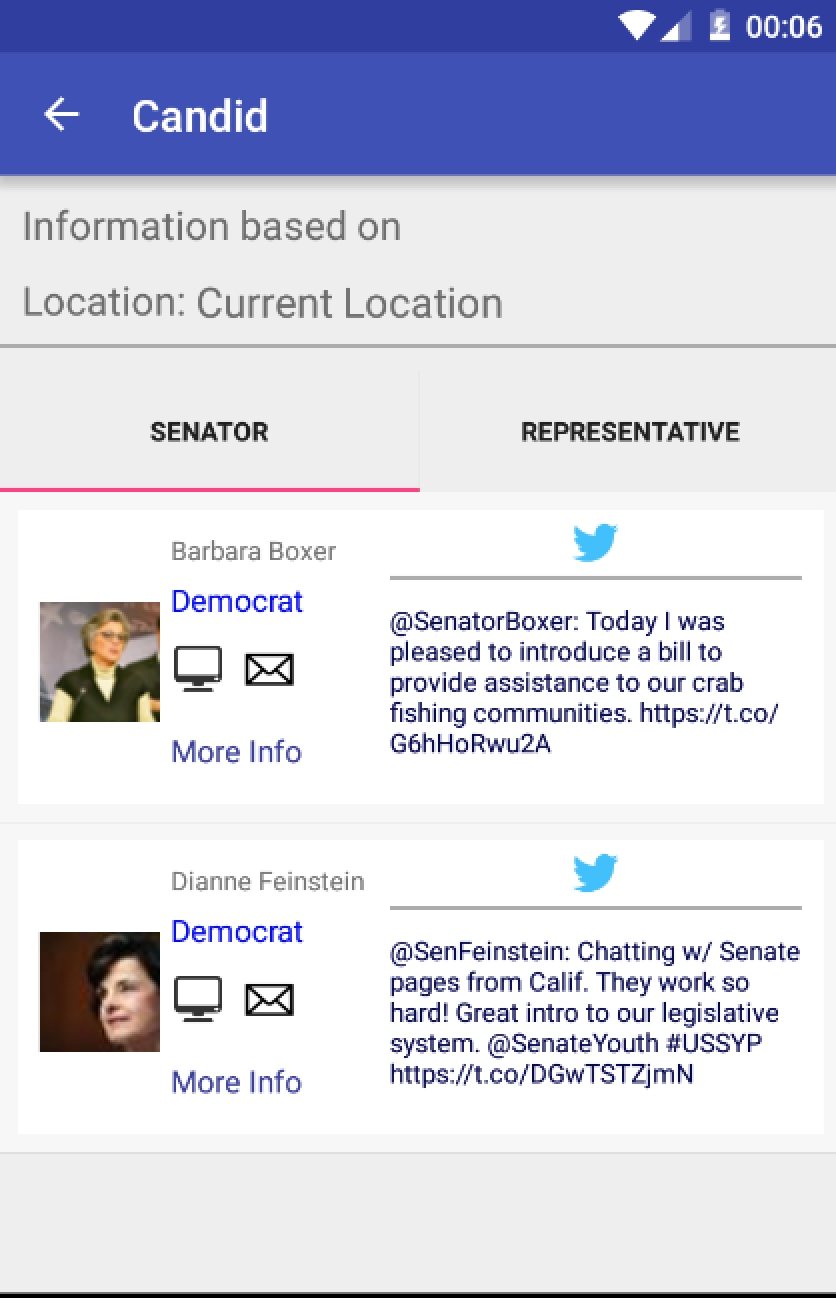 00:06
Candid
Information based on
Location: Current Location
SENATOR
REPRESENTATIVE
Barbara Boxer
Democrat
More Info
@SenatorBoxer: Today I was
pleased to introduce a bill to
provide assistance to our crab
fishing communities. https://t.co/
G6hHoRwu2A
Dianne Feinstein
Democrat
More Info
@SenFeinstein: Chatting w/ Senate
pages from Calif. They work so
hard! Great intro to our legislative
system. @SenateYouth #USSYP
https://t.co/DGwTSTZjmN